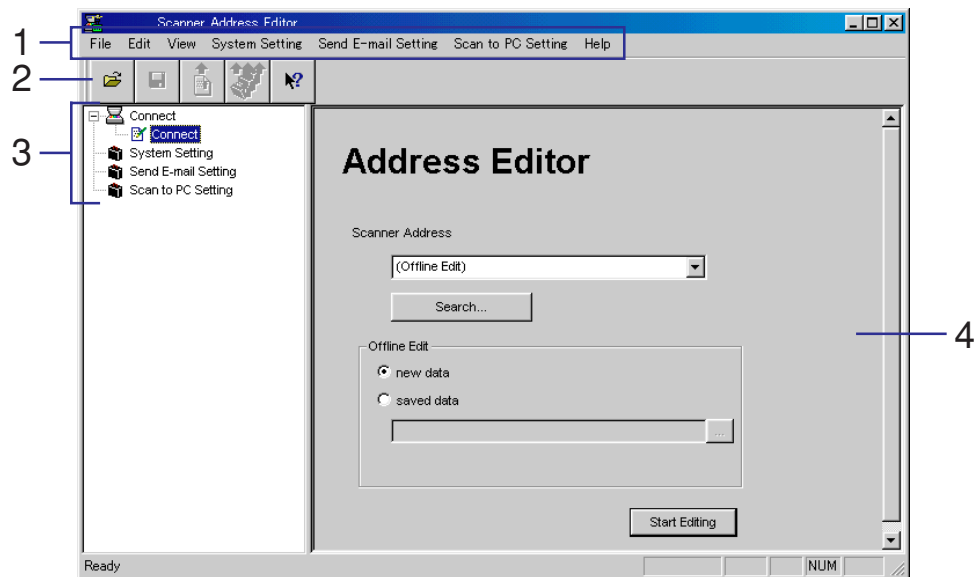 Scanner Address Editor
1
File Edit View System Setting Send E-mail Setting Scan to PC Setting Help
2
3
Connect
Connect
System Setting
Send E-mail Setting
Scan to PC Setting
Address Editor
Scanner Address
(Offline Edit)
Search...
4
Offline Edit
new data
saved data
...
Start Editing
Ready NUM